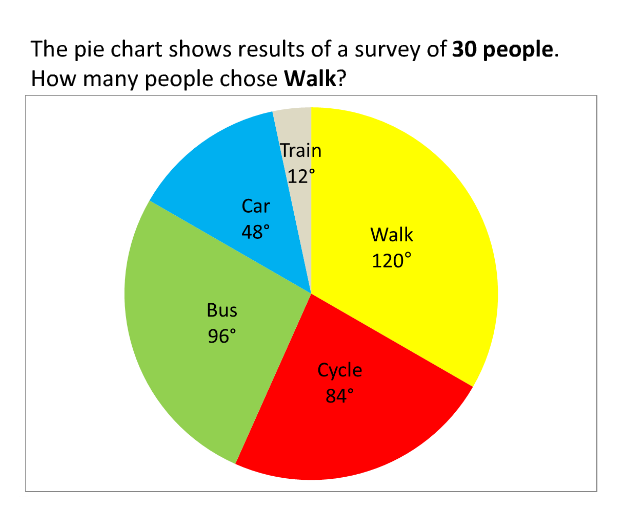 The pie chart shows results of a survey of 30 people.
How many people chose Walk?
Train
12°
Car
48°
Walk
120°
Bus
96°
Cycle
84°